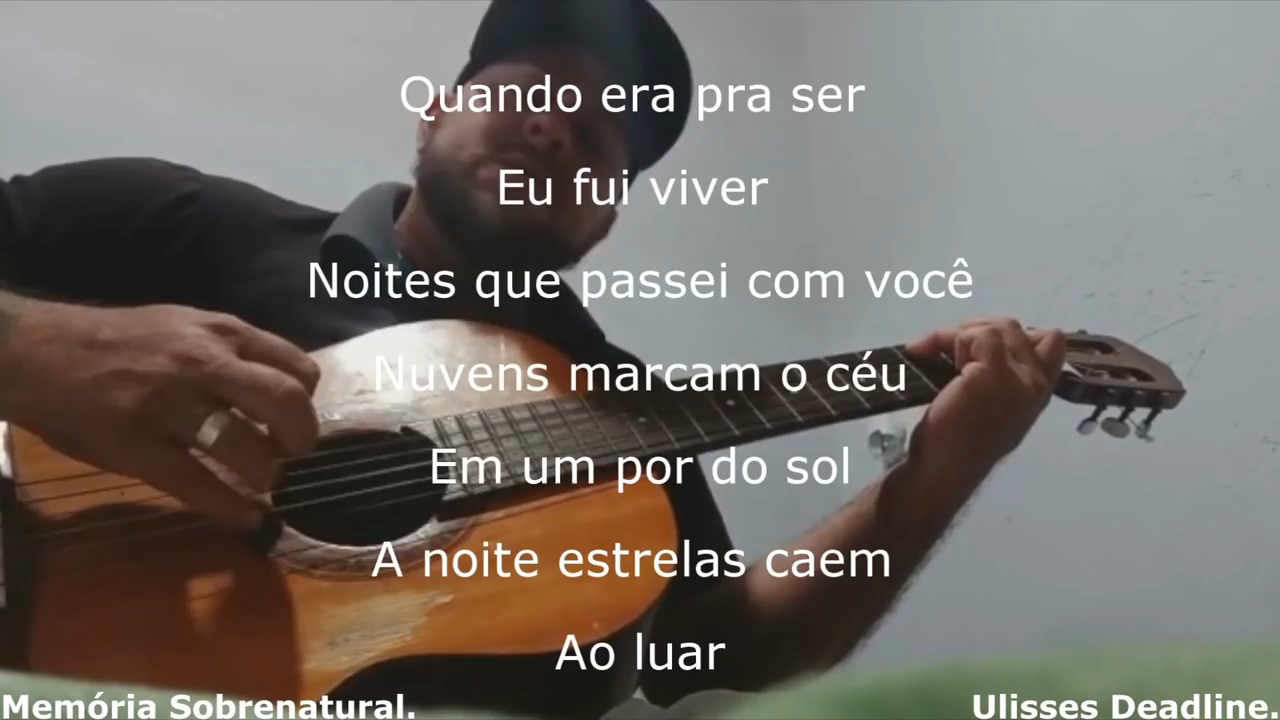 Quando era pra ser
Eu fui viver
Noites que passei com você
Nuvens marcam o céu
Em um por do sol
A noite estrelas caem
Ao luar
Memória Sobrenatural.
Ulisses Deadline.